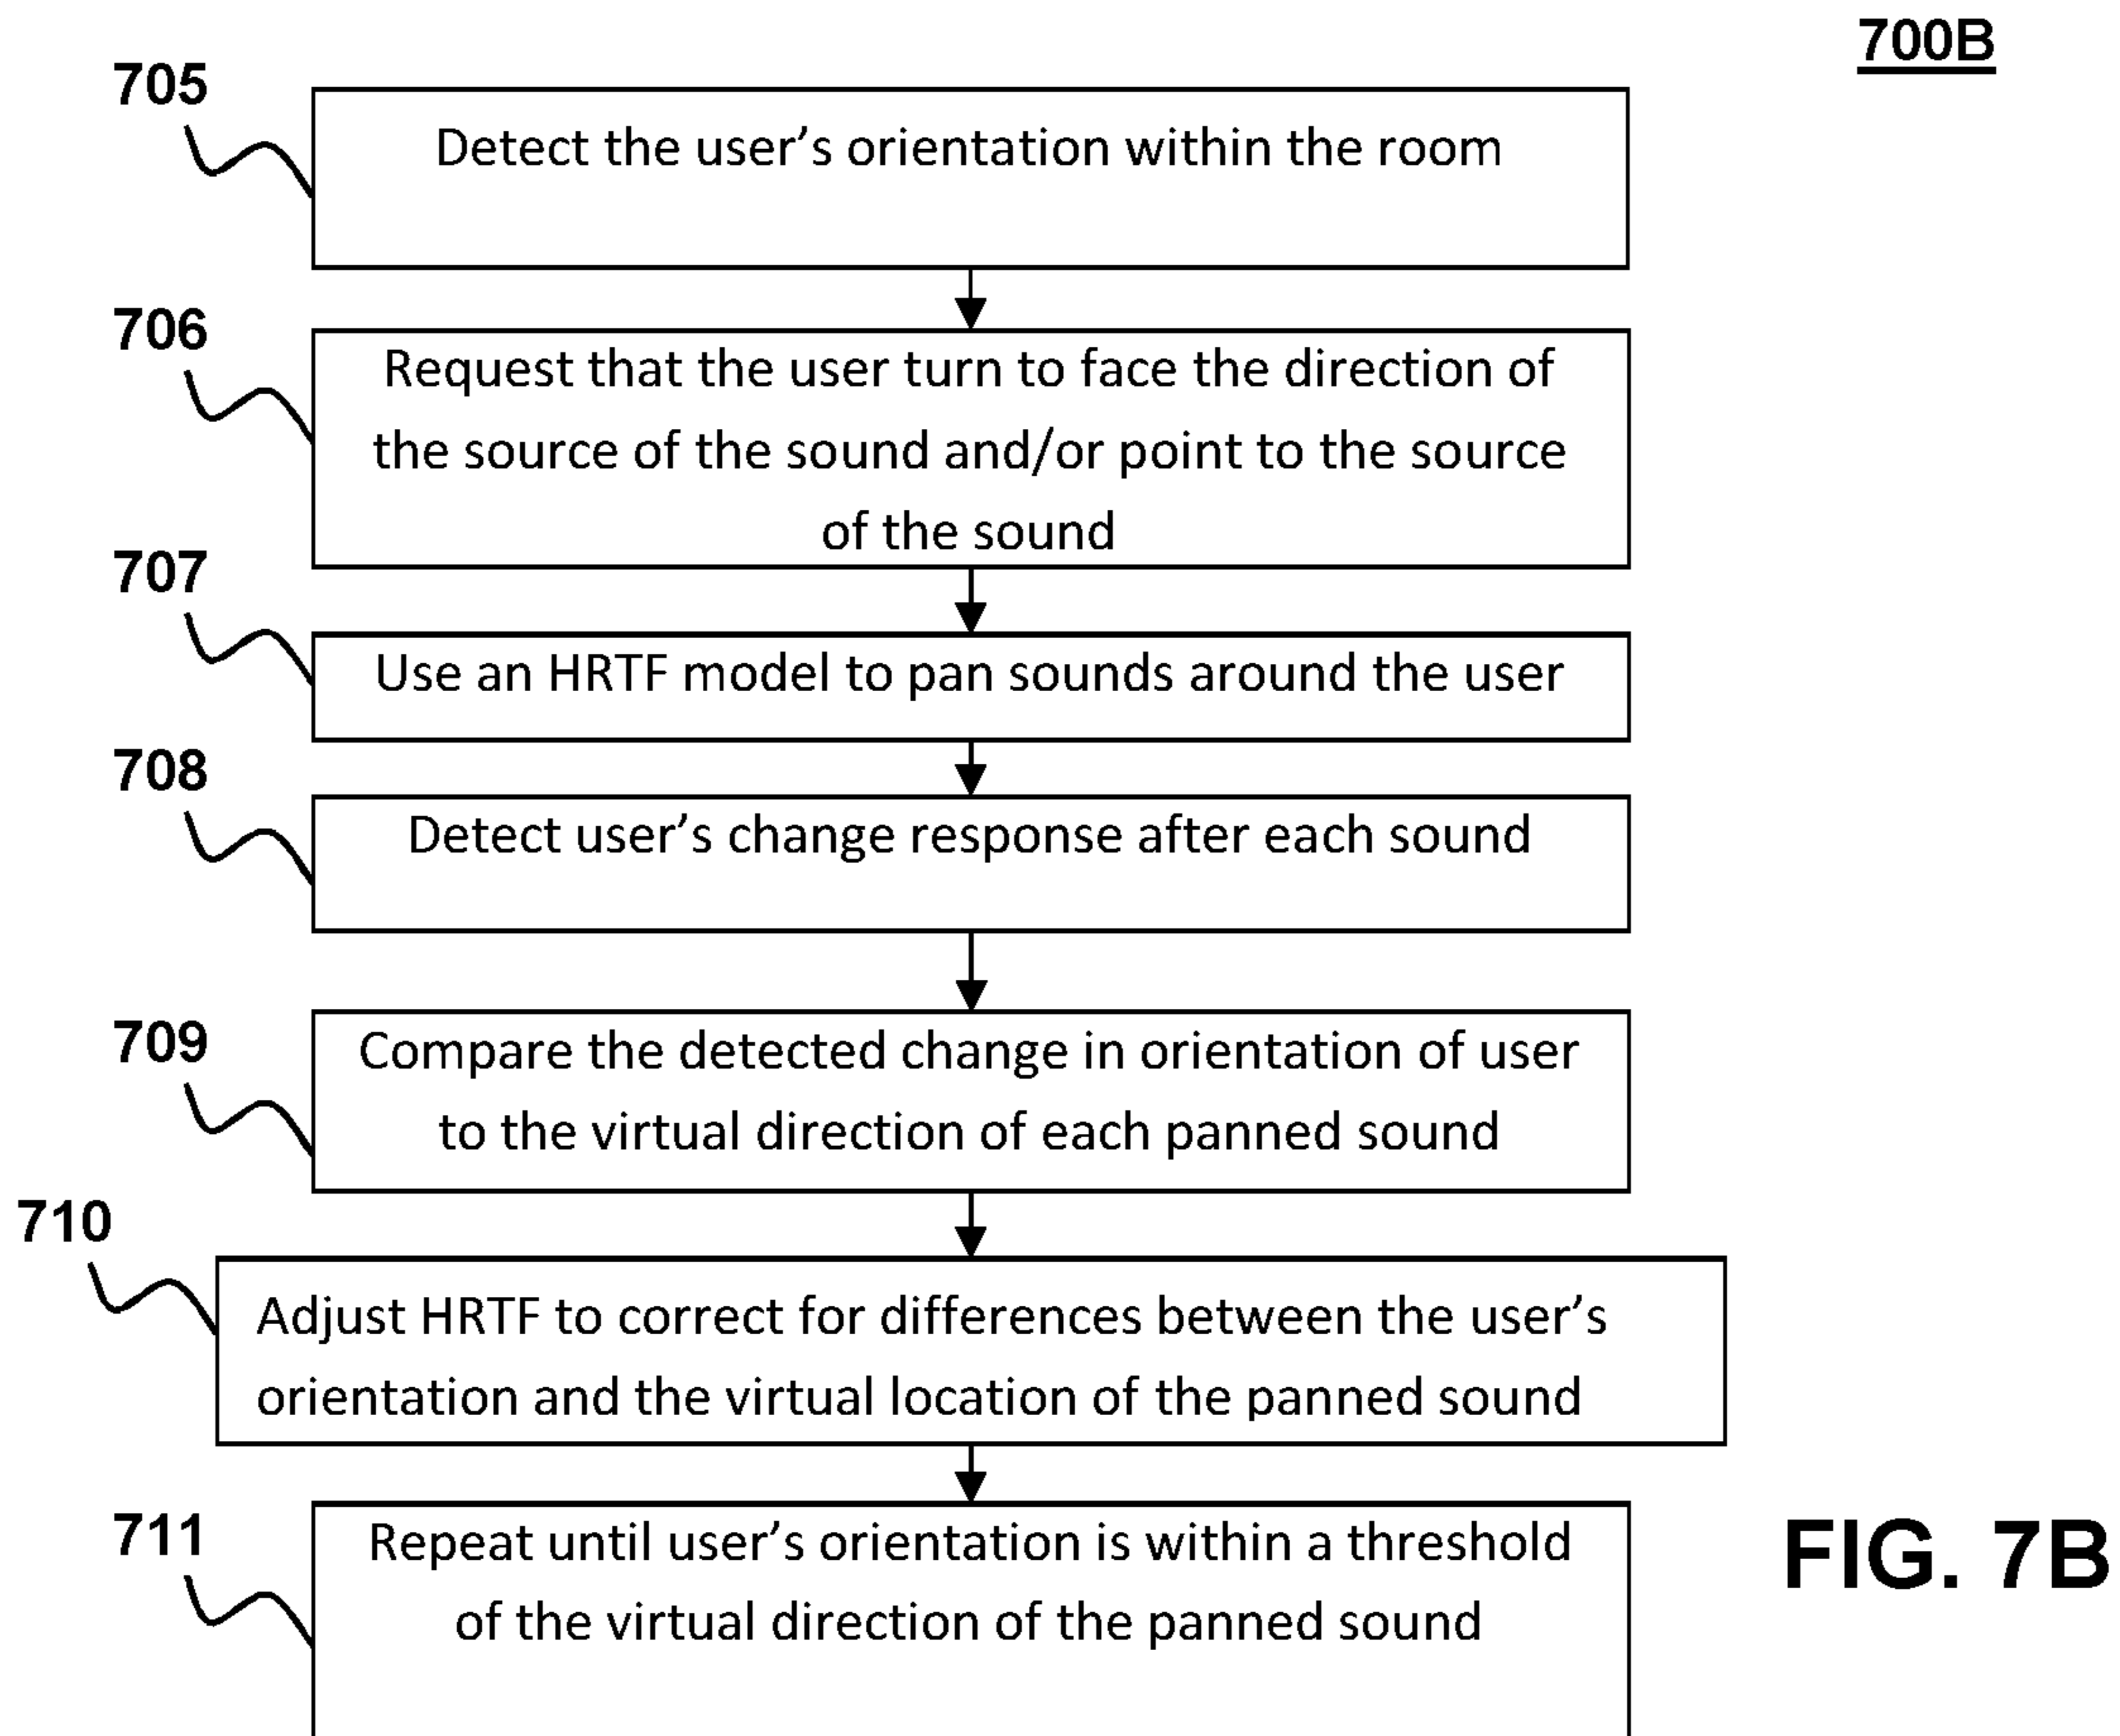 700B
705
Detect the user’s orientation within the room
706
Request that the user turn to face the direction of
the source of the sound and/or point to the source
of the sound
707
Use an HRTF model to pan sounds around the user
708
Detect user’s change response after each sound
709
Compare the detected change in orientation of user
to the virtual direction of each panned sound
710
Adjust HRTF to correct for differences between the user’s
orientation and the virtual location of the panned sound
711
Repeat until user’s orientation is within a threshold
of the virtual direction of the panned sound
FIG. 7B